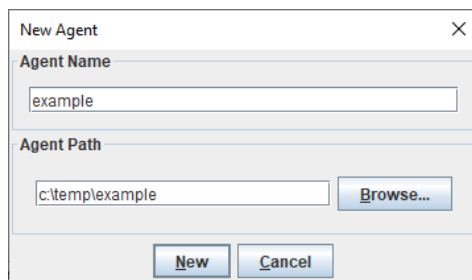 New Agent
Agent Name
example
Agent Path
c:\temp\example
Browse...
New Cancel